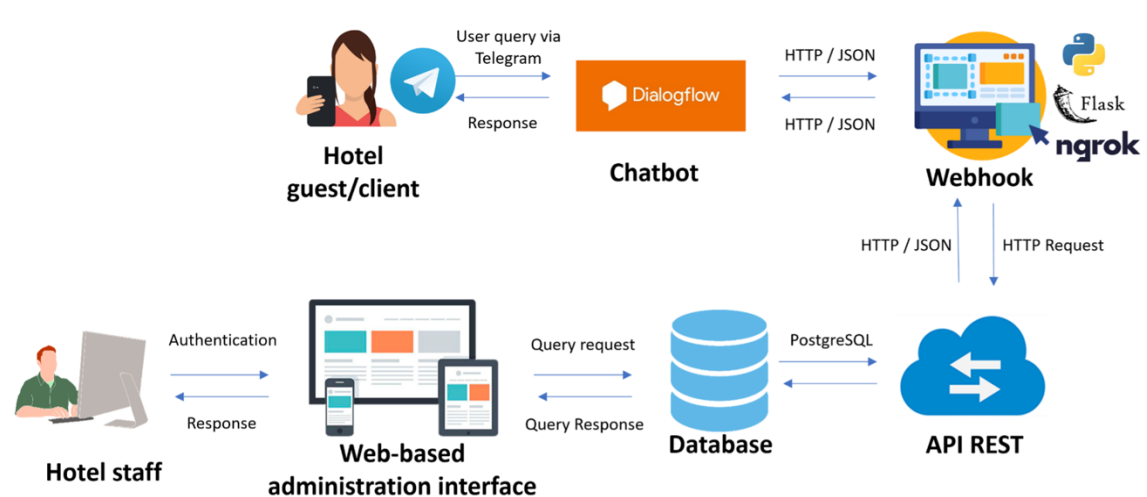 User query via
Telegram
Response
Hotel
guest/client
Dialogflow
Chatbot
HTTP / JSON
HTTP / JSON
Flask
ngrok
Webhook
HTTP / JSON
HTTP Request
Authentication
Response
Hotel staff
Web-based
administration interface
Query request
Query Response
Database
PostgreSQL
API REST